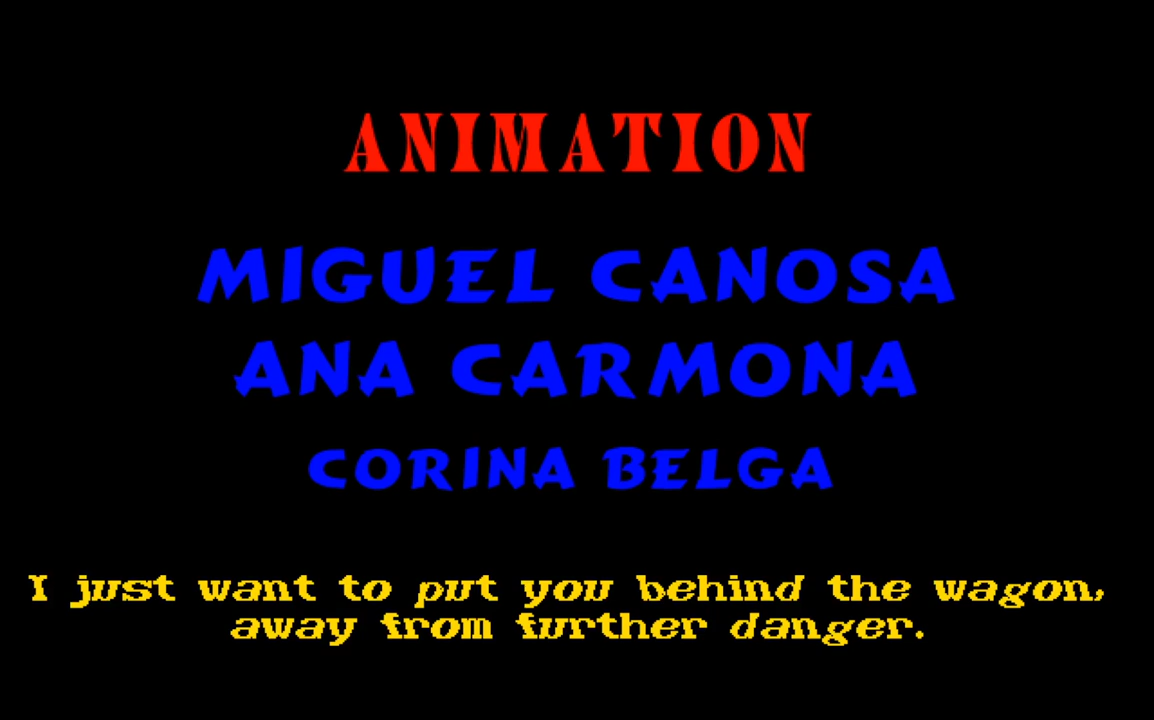 ANIMATION
MIGUEL CANOSA
ANA CARMONA
CORINA BELGA
I just want to put you behind the wagon,
away from further danger.